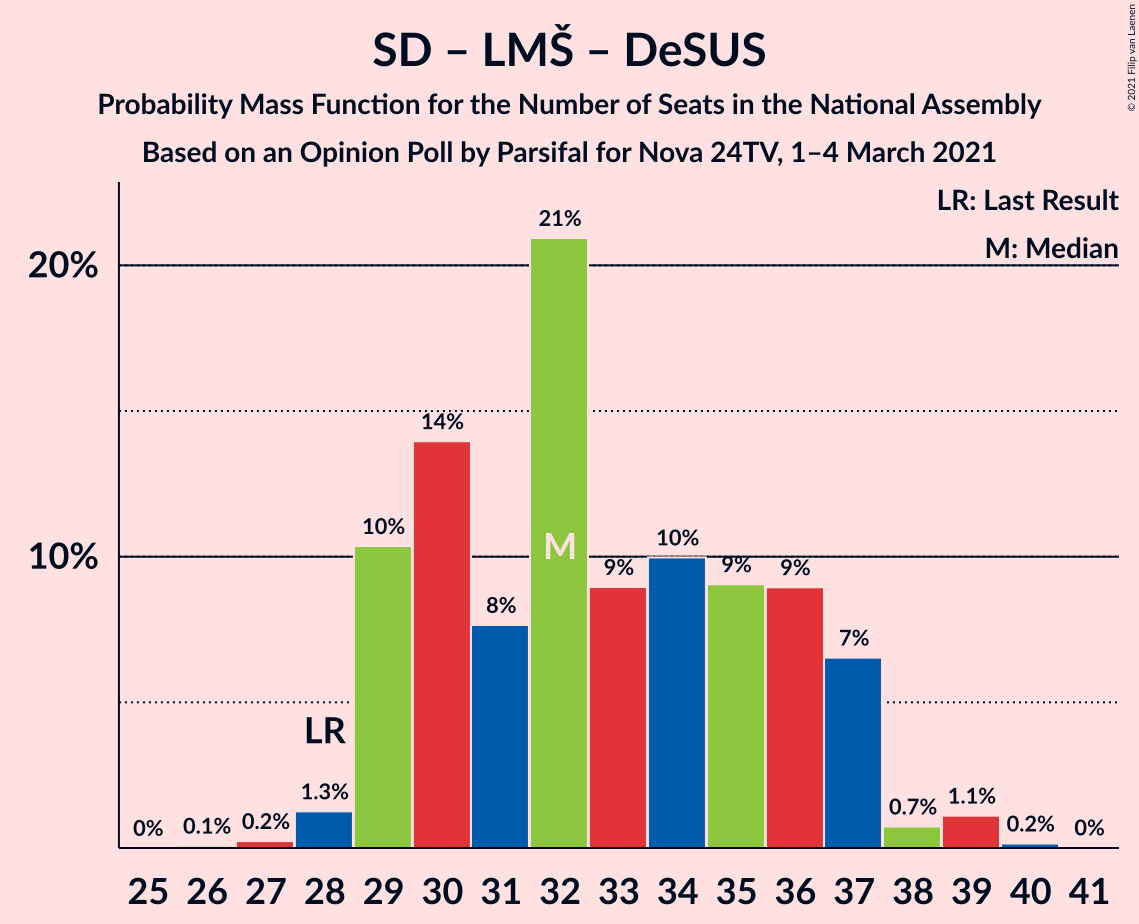 SD – LMŠ – DeSUS
Probability Mass Function for the Number of Seats in the National Assembly
Based on an Opinion Poll by Parsifal for Nova 24TV, 1–4 March 2021
© 2021 Filip van Laenen
LR: Last Result
M: Median
20%
10%
0%
0.1%
0.2%
1.3%
LR
10%
14%
8%
21%
M
9%
10%
9%
9%
7%
0.7%
1.1%
0.2%
0%
25 26 27 28 29 30 31 32 33 34 35 36 37 38 39 40 41